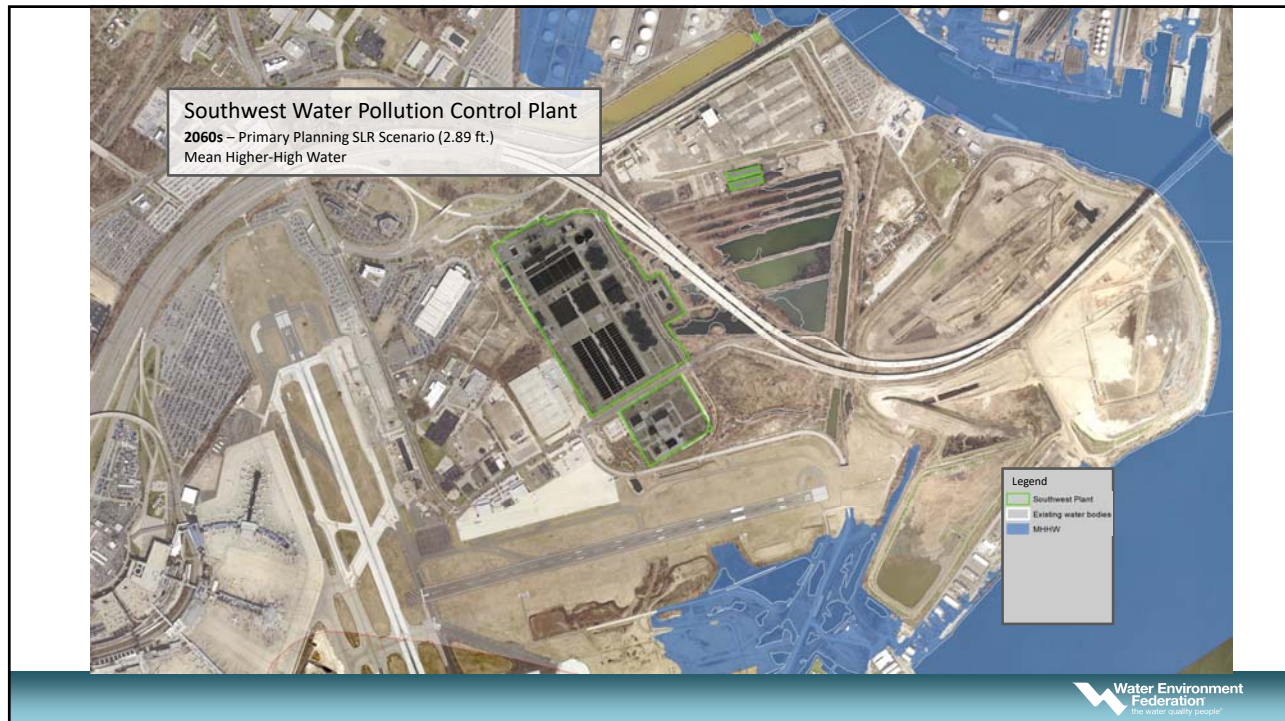 Southwest Water Pollution Control Plant
2060s – Primary Planning SLR Scenario (2.89 ft.)
Mean Higher-High Water
Legend
Southwest Plant
Existing water bodies
MHHW
Water Environment
Federation
the water quality people®